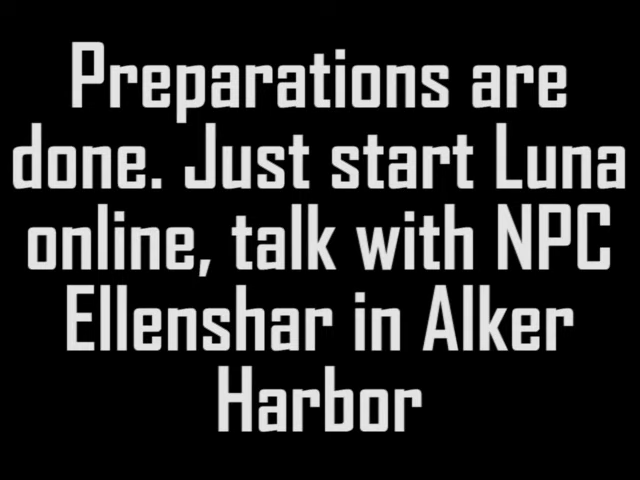 Preparations are
done. Just start Luna
online, talk with NPC
Ellenshar in Alker
Harbor